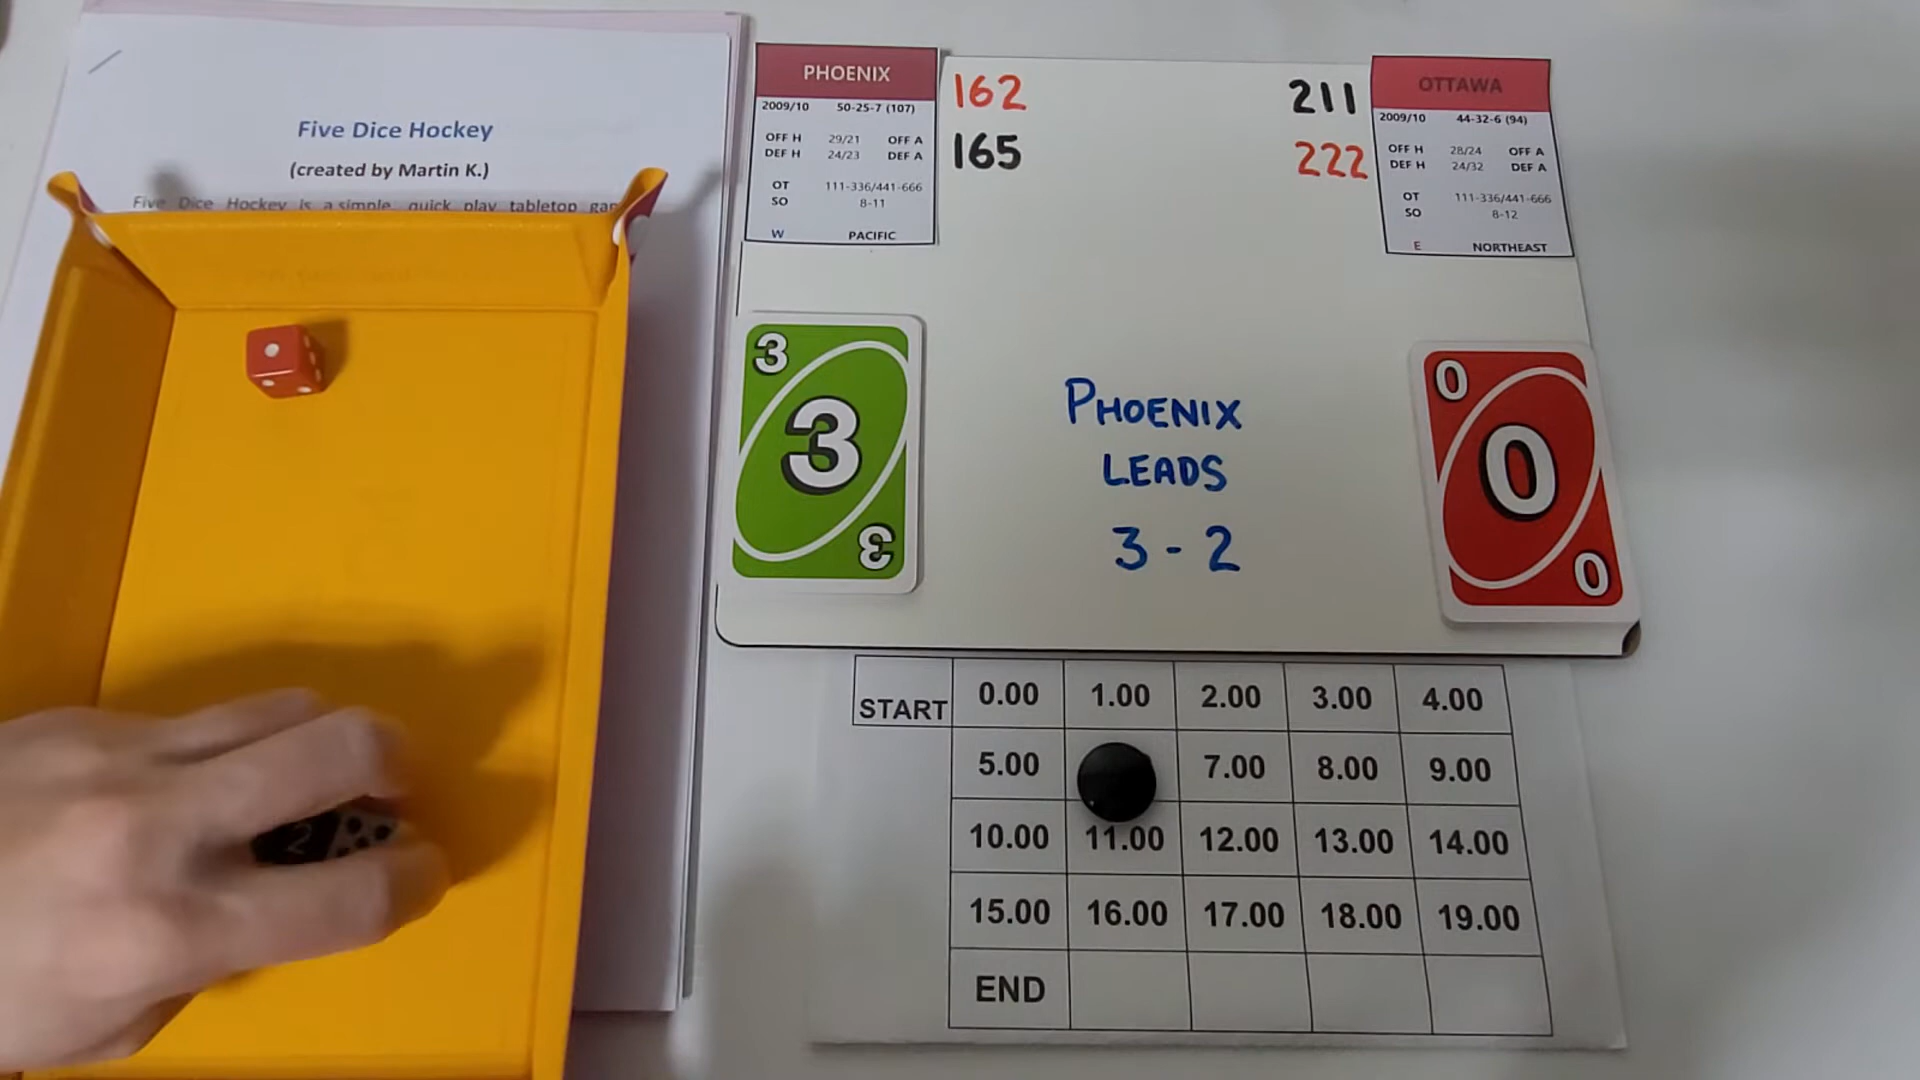 Five Dice Hockey
(created by Martin K.)
Five Dice Hockey is a simple, quick play tabletop
PHOENIX
2009/10 50-25-7 (107)
OFF H 29/21 OFF A
DEF H 24/23 DEF A
OT 111-336/441-666
SO 8-11
W PACIFIC
162
165
211
222
OTTAWA
2009/10 44-32-6 (94)
OFF H 28/24 OFF A
DEF H 24/32 DEF A
OT 111-336/441-666
SO 8-12
E NORTHEAST
3
3
3
PHOENIX
LEADS
3 - 2
0
0
0
2
START 0.00 1.00 2.00 3.00 4.00
5.00 7.00 8.00 9.00
10.00 11.00 12.00 13.00 14.00
15.00 16.00 17.00 18.00 19.00
END